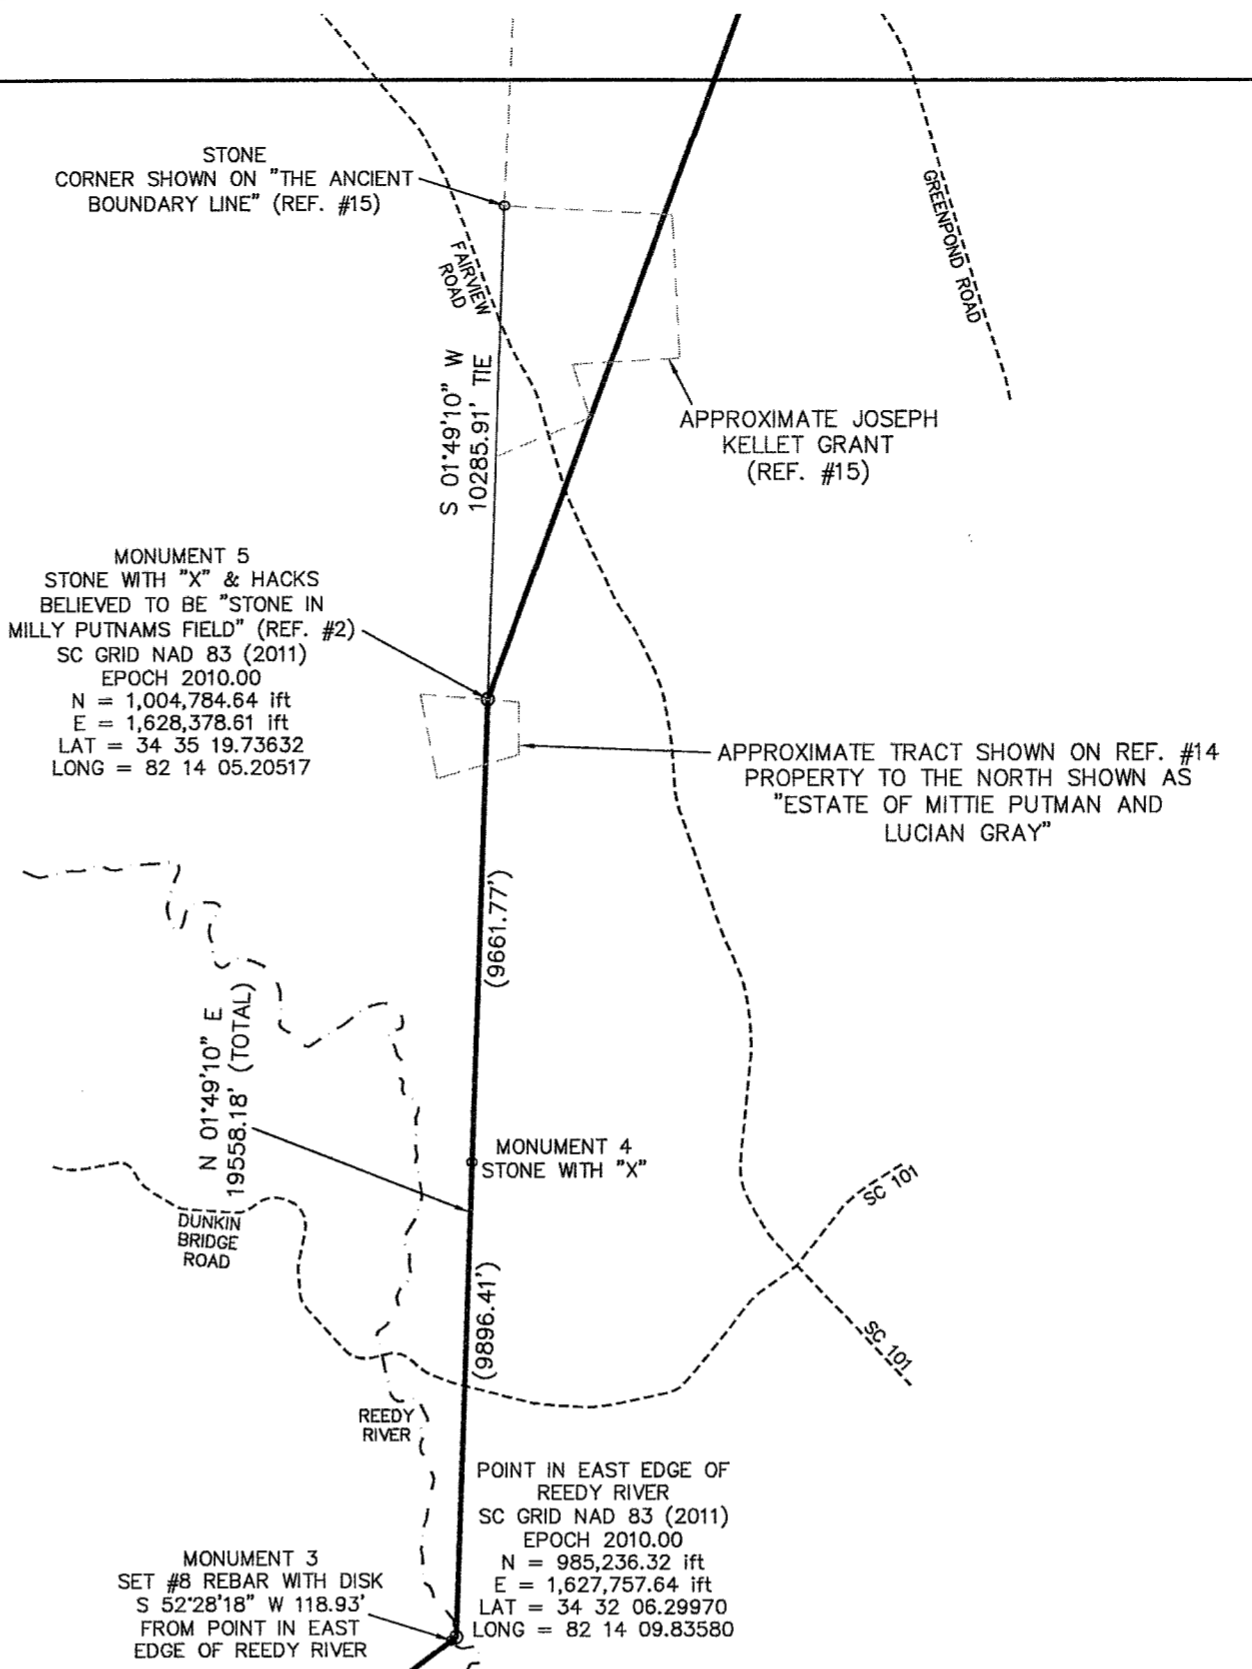 STONE
CORNER SHOWN ON "THE ANCIENT
BOUNDARY LINE" (REF. #15)
GREENPOND ROAD
FAIRVIEW
ROAD
S 01°49'10" W
10285.91' TIE
APPROXIMATE JOSEPH
KELLET GRANT
(REF. #15)
MONUMENT 5
STONE WITH "X" & HACKS
BELIEVED TO BE "STONE IN
MILLY PUTNAMS FIELD" (REF. #2)
SC GRID NAD 83 (2011)
EPOCH 2010.00
N = 1,004,784.64 ift
E = 1,628,378.61 ift
LAT = 34 35 19.73632
LONG = 82 14 05.20517
APPROXIMATE TRACT SHOWN ON REF. #14
PROPERTY TO THE NORTH SHOWN AS
"ESTATE OF MITTIE PUTMAN AND
LUCIAN GRAY"
(9661.77')
N 01°49'10" E
19558.18' (TOTAL)
MONUMENT 4
STONE WITH "X"
SC 101
DUNKIN
BRIDGE
ROAD
(9896.41')
SC 101
REEDY
RIVER
POINT IN EAST EDGE OF
REEDY RIVER
SC GRID NAD 83 (2011)
EPOCH 2010.00
N = 985,236.32 ift
E = 1,627,757.64 ift
LAT = 34 32 06.29970
LONG = 82 14 09.83580
MONUMENT 3
SET #8 REBAR WITH DISK
S 52°28'18" W 118.93'
FROM POINT IN EAST
EDGE OF REEDY RIVER